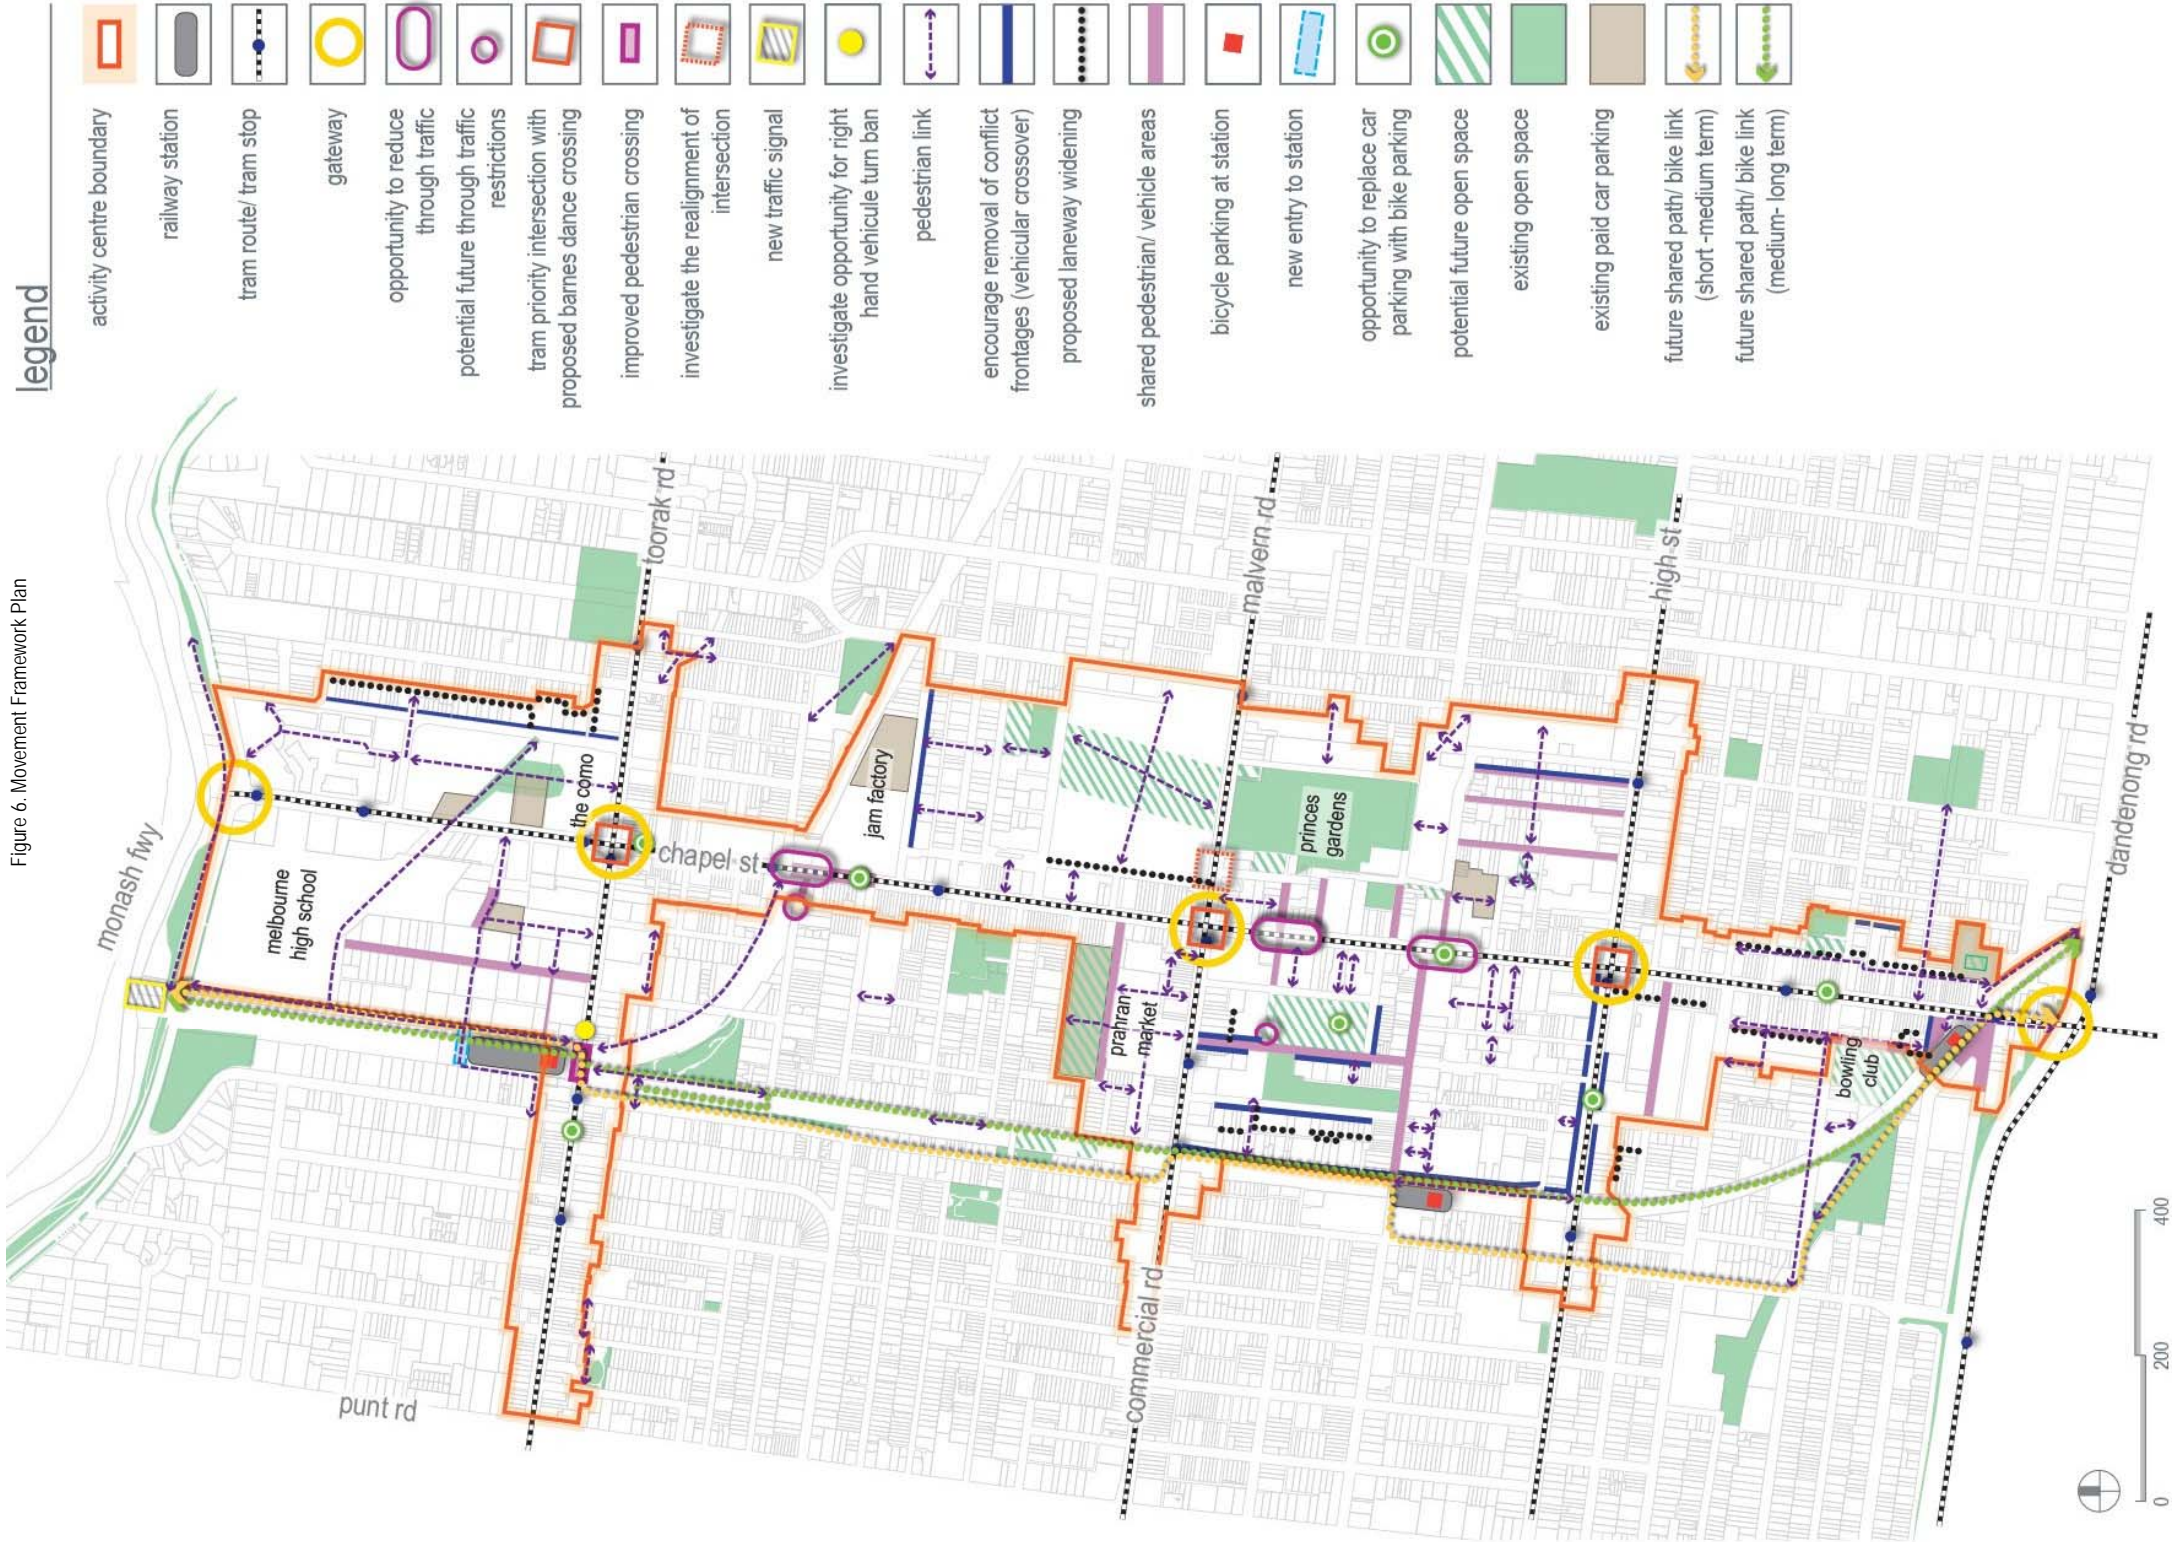 Figure 6. Movement Framework Plan
legend
activity centre boundary
railway station
tram route/ tram stop
gateway
opportunity to reduce
through traffic
potential future through traffic
restrictions
tram priority intersection with
proposed barnes dance crossing
improved pedestrian crossing
investigate the realignment of
intersection
new traffic signal
investigate opportunity for right
hand vehicule turn ban
pedestrian link
encourage removal of conflict
frontages (vehicular crossover)
proposed laneway widening
shared pedestrian/ vehicle areas
bicycle parking at station
new entry to station
opportunity to replace car
parking with bike parking
potential future open space
existing open space
existing paid car parking
future shared path/ bike link
(short -medium term)
future shared path/ bike link
(medium- long term)
monash fwy
melbourne
high school
the como
toorak rd
chapel st
jam factory
malvern rd
princes
gardens
prahran
market
high st
bowling
club
dandenong rd
commercial rd
punt rd
0 200 400